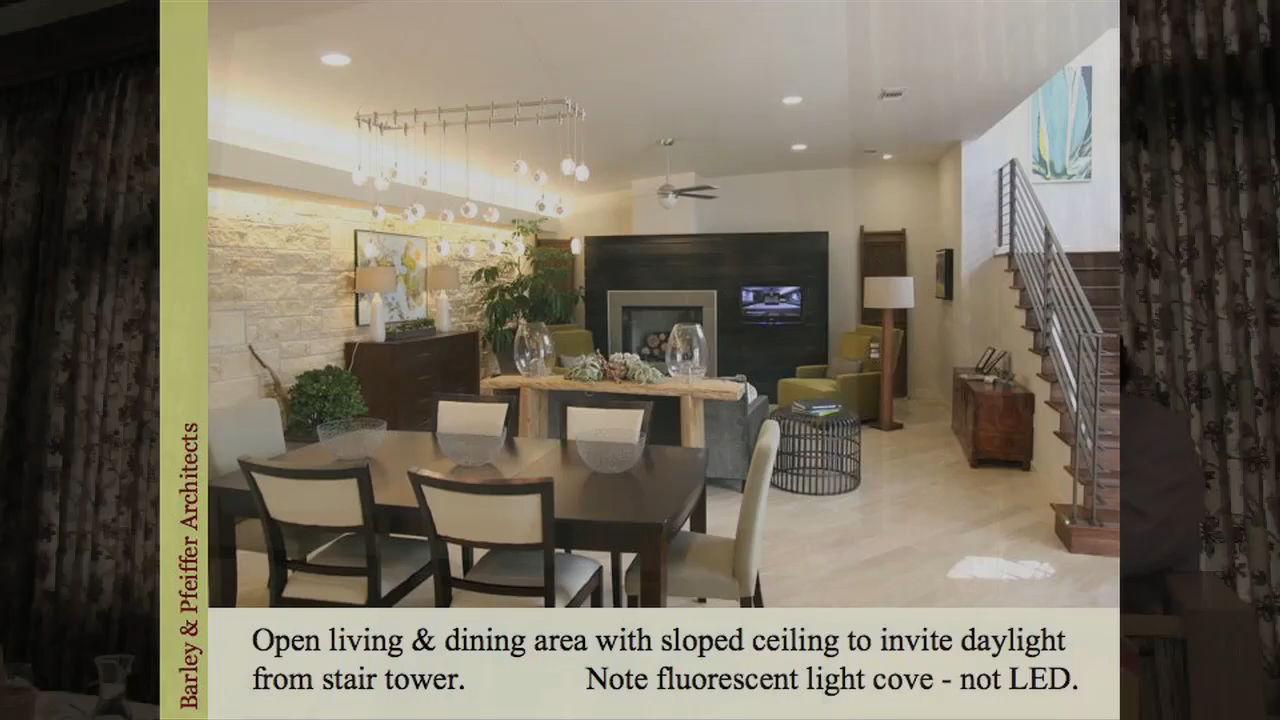 Barley & Pfeiffer Architects
Open living & dining area with sloped ceiling to invite daylight
from stair tower. Note fluorescent light cove - not LED.